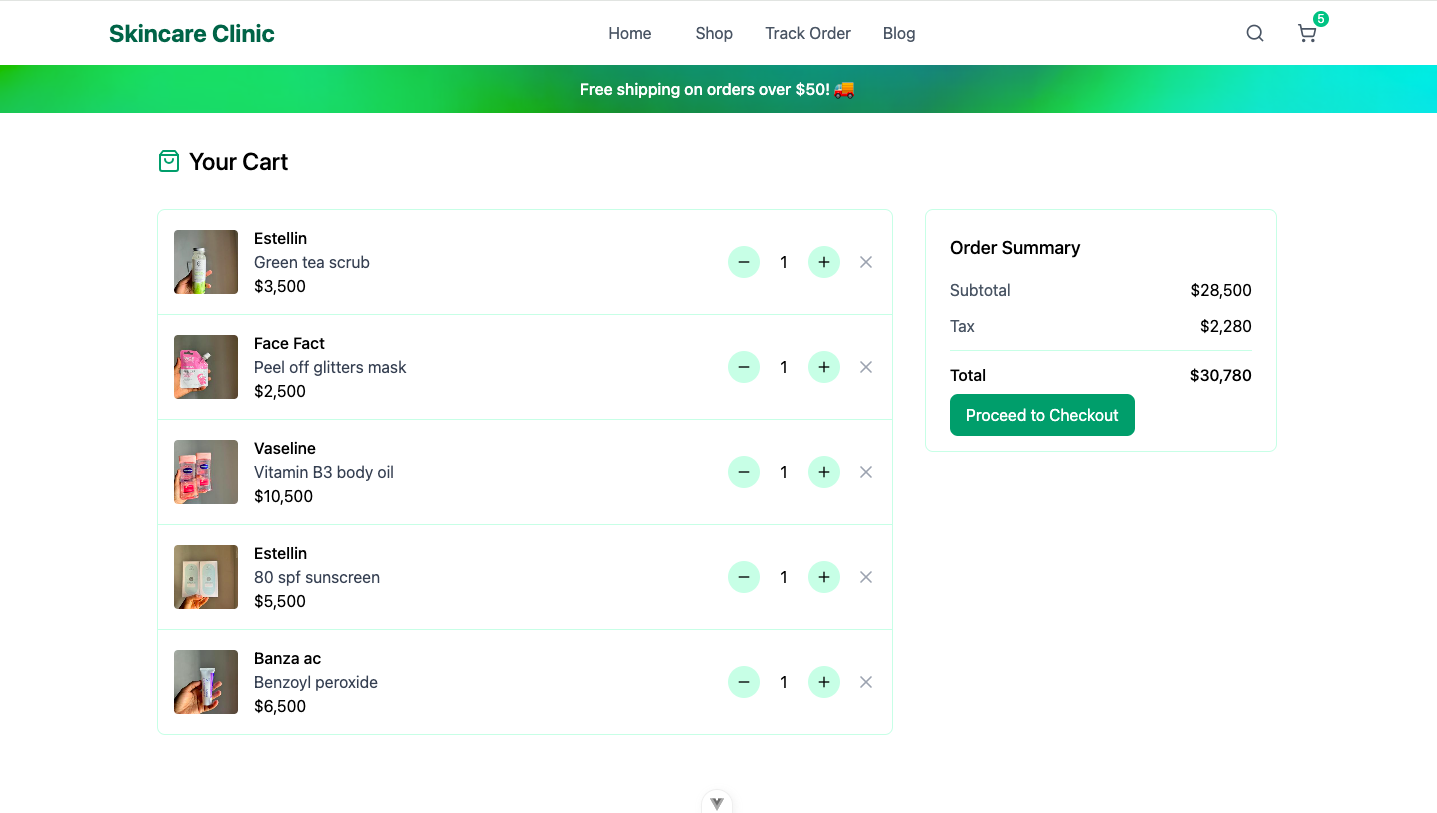 Skincare Clinic
Home Shop Track Order Blog
5
Free shipping on orders over $50! 🚚
Your Cart
Estellin
Green tea scrub
$3,500
1
Face Fact
Peel off glitters mask
$2,500
1
Vaseline
Vitamin B3 body oil
$10,500
1
Estellin
80 spf sunscreen
$5,500
1
Banza ac
Benzoyl peroxide
$6,500
1
Order Summary
Subtotal $28,500
Tax $2,280
Total $30,780
Proceed to Checkout